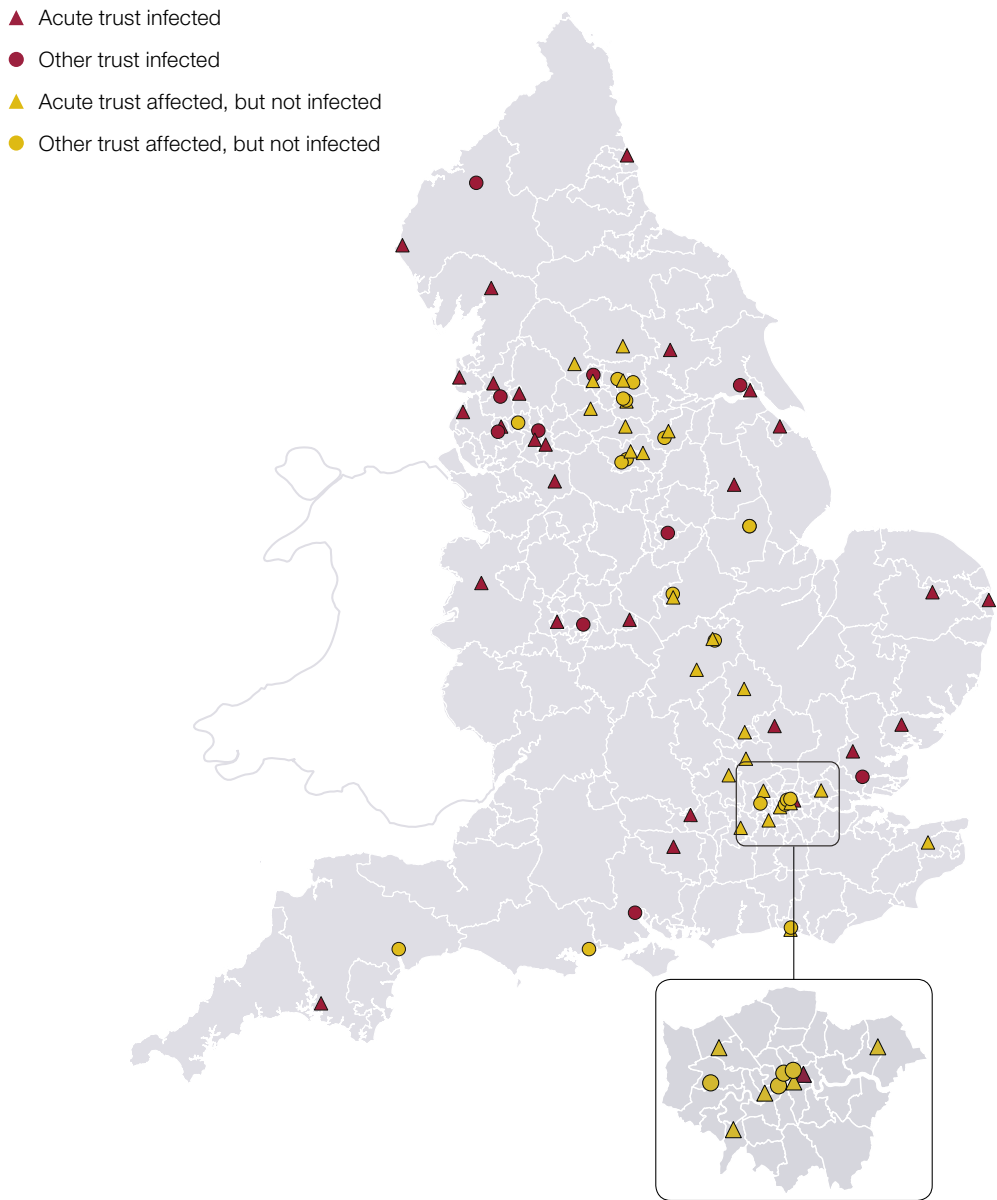 Acute trust infected
Other trust infected
Acute trust affected, but not infected
Other trust affected, but not infected